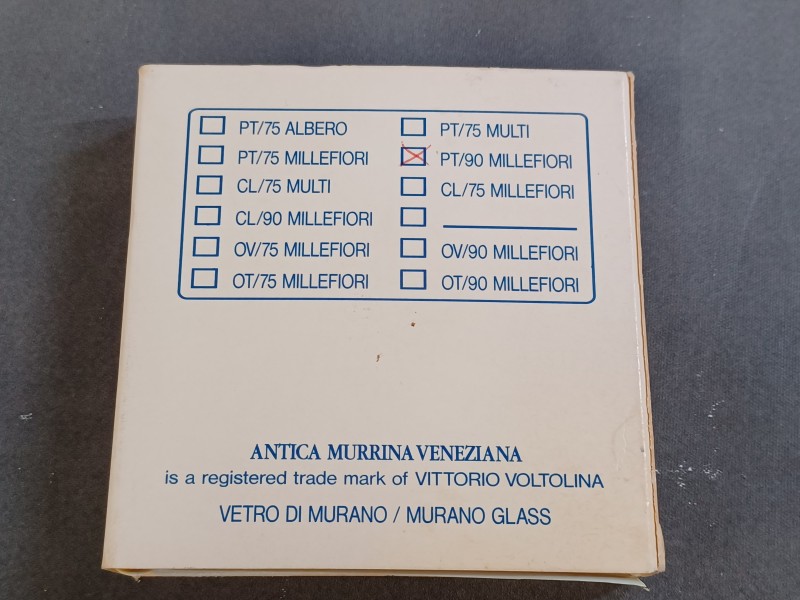 PT/75 ALBERO
PT/75 MILLEFIORI
CL/75 MULTI
CL/90 MILLEFIORI
OV/75 MILLEFIORI
OT/75 MILLEFIORI
PT/75 MULTI
PT/90 MILLEFIORI
CL/75 MILLEFIORI
OV/90 MILLEFIORI
OT/90 MILLEFIORI
ANTICA MURRINA VENEZIANA
is a registered trade mark of VITTORIO VOLTOLINA
VETRO DI MURANO / MURANO GLASS